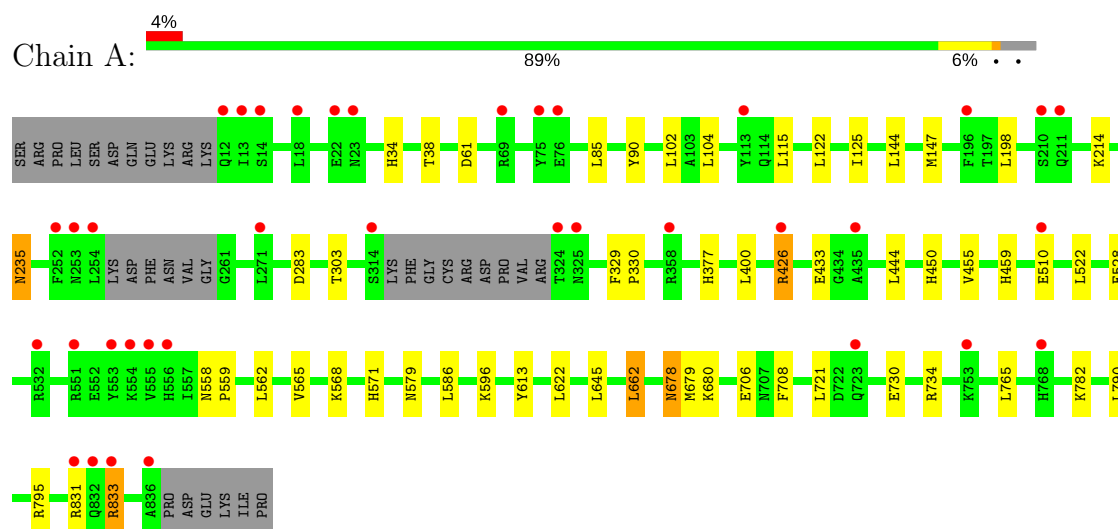 4%
Chain A:
89% 6% • •
SER ARG PRO LEU SER ASP GLN GLU LYS ARG LYS Q12 I13 S14 L18 E22 N23 H34 T38 D61 R69 Y75 E76 L85 Y90 L102 A103 L104 Y113 Q114 L115 L122 I125 L144 M147 F196 T197 L198 S210 Q211 K214
N235 F252 N253 L254 LYS ASP PHE ASN VAL GLY G261 L271 D283 T303 S314 LYS PHE GLY CYS ARG ASP PRO VAL ARG T324 N325 F329 P330 R358 H377 L400 R426 E433 G434 A435 L444 H450 V455 H459 E510 L522
R532 R551 E552 Y553 K554 V555 H556 I557 N558 P559 L562 V565 K568 H571 N579 L586 K596 Y613 L622 L645 L662 N678 M679 K680 E706 N707 F708 L721 D722 Q723 E730 R734 K753 L765 H768 K782
R795 R831 Q832 R833 A836 PRO ASP GLU LYS ILE PRO